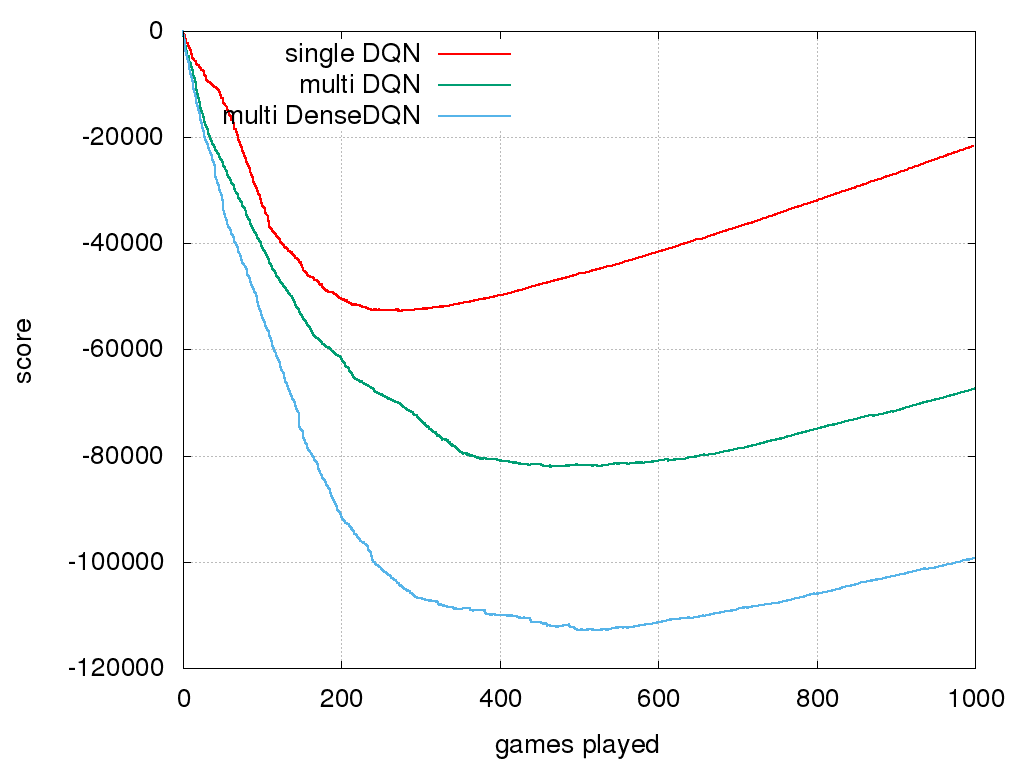 single DQN
multi DQN
multi DenseDQN
0
-20000
-40000
-60000
-80000
-100000
-120000
score
0 200 400 600 800 1000
games played